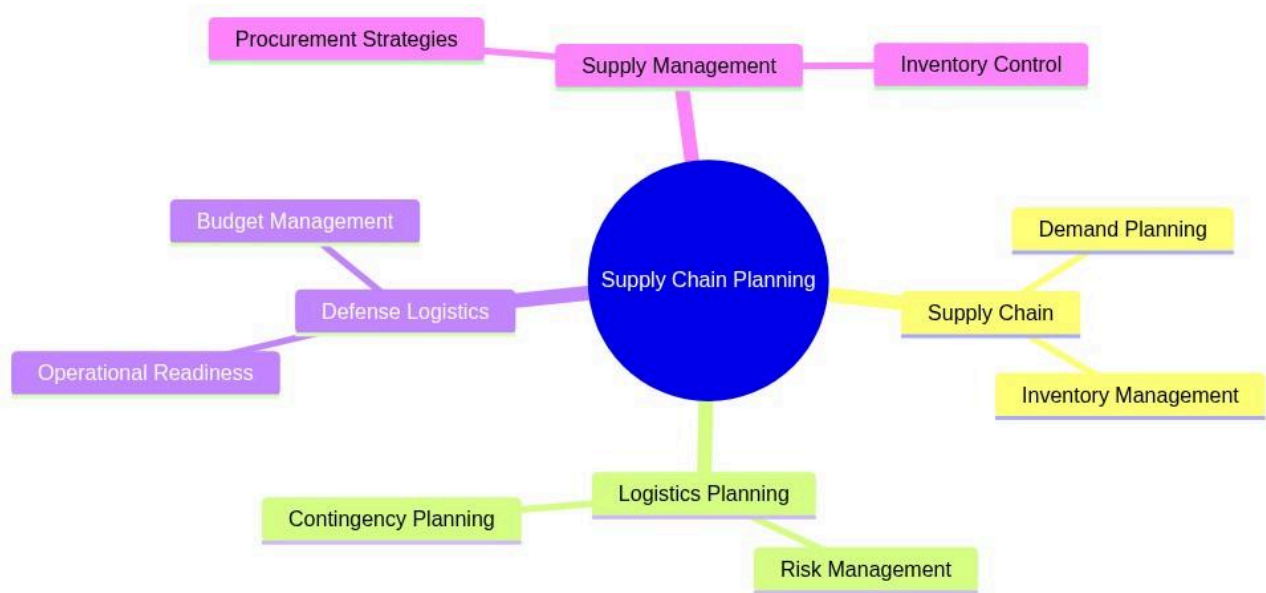 Procurement Strategies
Supply Management
Inventory Control
Budget Management
Demand Planning
Supply Chain Planning
Defense Logistics
Supply Chain
Operational Readiness
Inventory Management
Logistics Planning
Contingency Planning
Risk Management